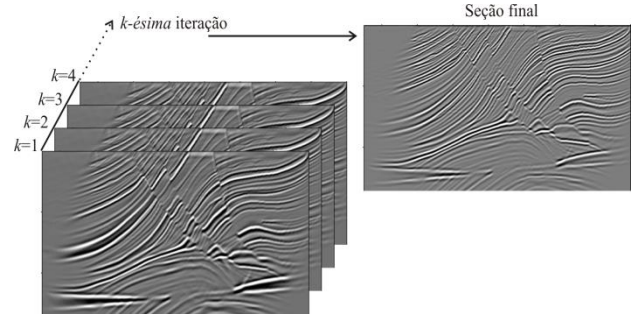 Seção final
k-ésima iteração
k=4
k=3
k=2
k=1